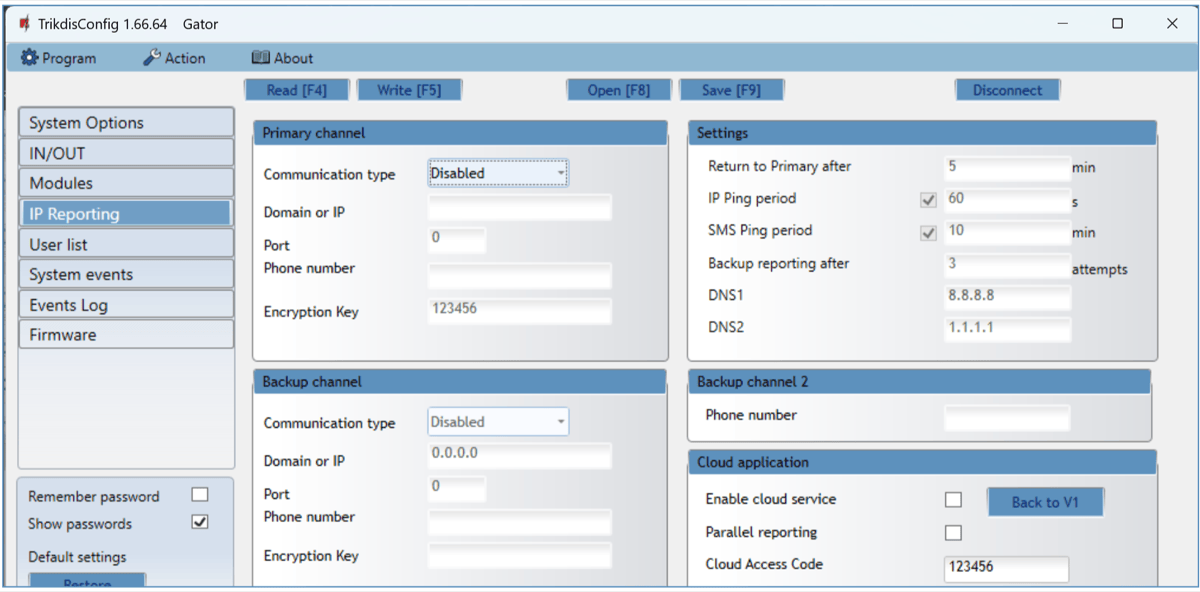 TrikdisConfig 1.66.64 Gator
Program Action About
Read [F4] Write [F5] Open [F8] Save [F9] Disconnect
System Options
IN/OUT
Modules
IP Reporting
User list
System events
Events Log
Firmware
Remember password
Show passwords
Default settings
Restore
Primary channel
Communication type Disabled
Domain or IP
Port 0
Phone number
Encryption Key 123456
Backup channel
Communication type Disabled
Domain or IP 0.0.0.0
Port 0
Phone number
Encryption Key
Settings
Return to Primary after 5 min
IP Ping period 60 s
SMS Ping period 10 min
Backup reporting after 3 attempts
DNS1 8.8.8.8
DNS2 1.1.1.1
Backup channel 2
Phone number
Cloud application
Enable cloud service Back to V1
Parallel reporting
Cloud Access Code 123456